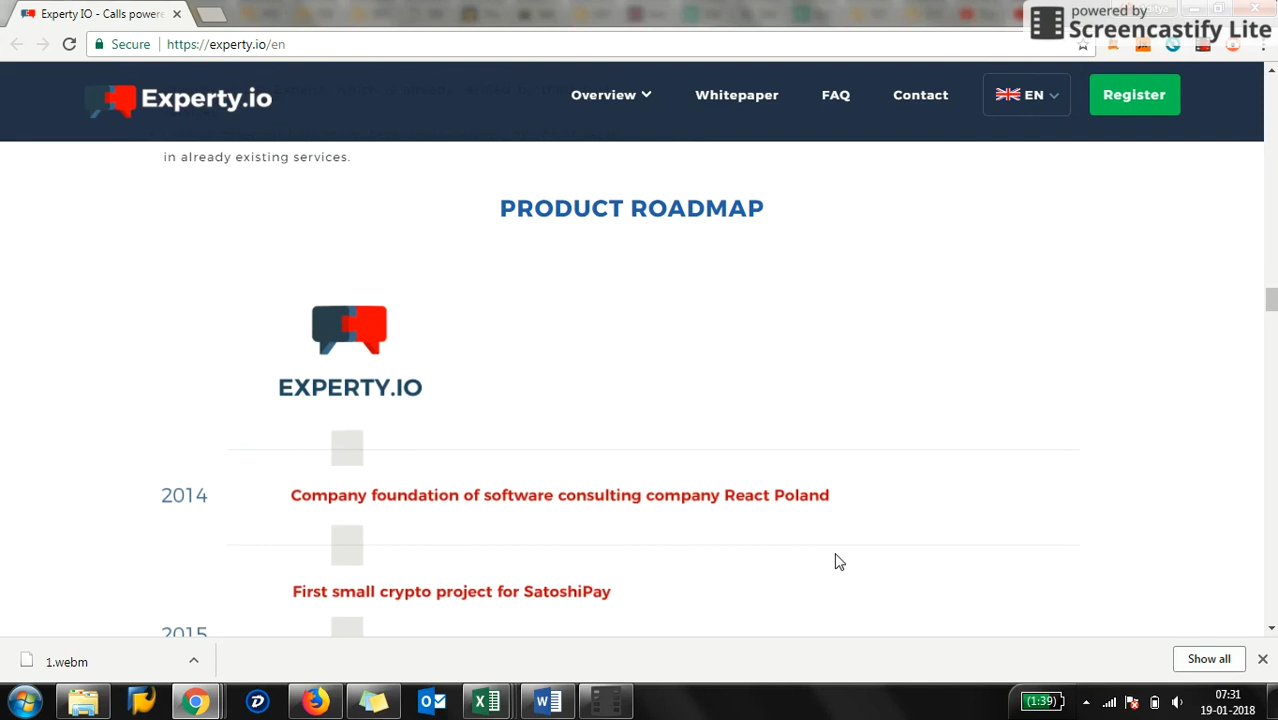 Experty IO - Calls powere
powered by
Screencastify Lite
Secure
https://experty.io/en
Experty.io
Overview
Whitepaper
FAQ
Contact
EN
Register
in already existing services.
PRODUCT ROADMAP
EXPERTY.IO
2014
Company foundation of software consulting company React Poland
First small crypto project for SatoshiPay
2015
1.webm
Show all
(1:39)
07:31
19-01-2018